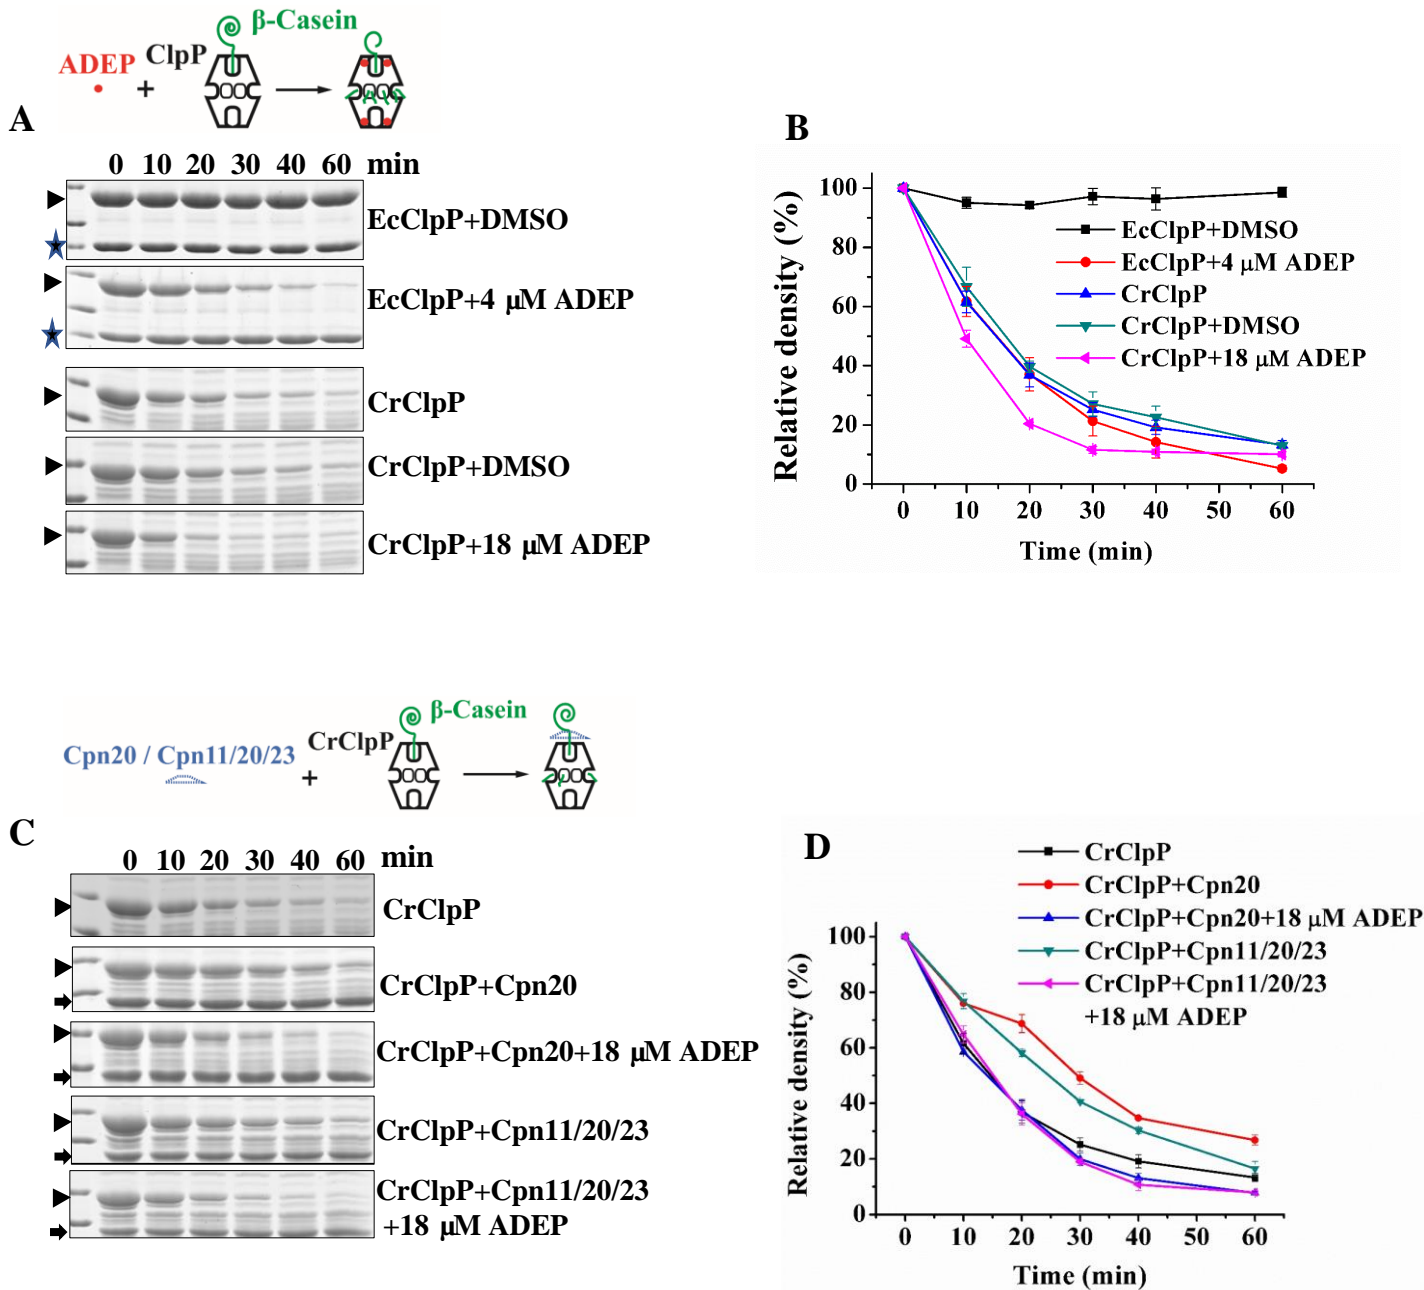 β-Casein
ClpP
ADEP
+
A
0 10 20 30 40 60 min
EcClpP+DMSO
EcClpP+4 μM ADEP
CrClpP
CrClpP+DMSO
CrClpP+18 μM ADEP
B
Relative density (%)
100
80
60
40
20
0
EcClpP+DMSO
EcClpP+4 μM ADEP
CrClpP
CrClpP+DMSO
CrClpP+18 μM ADEP
0 10 20 30 40 50 60
Time (min)
β-Casein
CrClpP
Cpn20 / Cpn11/20/23
+
C
0 10 20 30 40 60 min
CrClpP
CrClpP+Cpn20
CrClpP+Cpn20+18 μM ADEP
CrClpP+Cpn11/20/23
CrClpP+Cpn11/20/23
+18 μM ADEP
D
CrClpP
CrClpP+Cpn20
CrClpP+Cpn20+18 μM ADEP
CrClpP+Cpn11/20/23
CrClpP+Cpn11/20/23
+18 μM ADEP
Relative density (%)
100
80
60
40
20
0
0 10 20 30 40 50 60
Time (min)